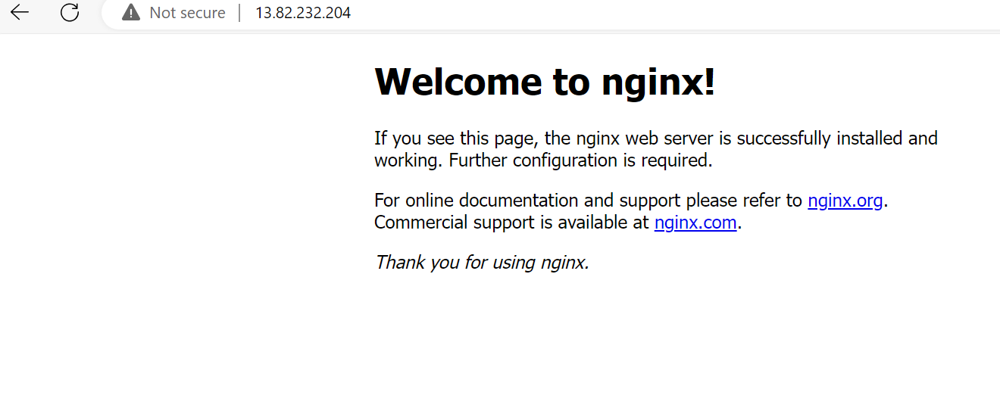 Not secure | 13.82.232.204
Welcome to nginx!
If you see this page, the nginx web server is successfully installed and
working. Further configuration is required.
For online documentation and support please refer to nginx.org.
Commercial support is available at nginx.com.
Thank you for using nginx.